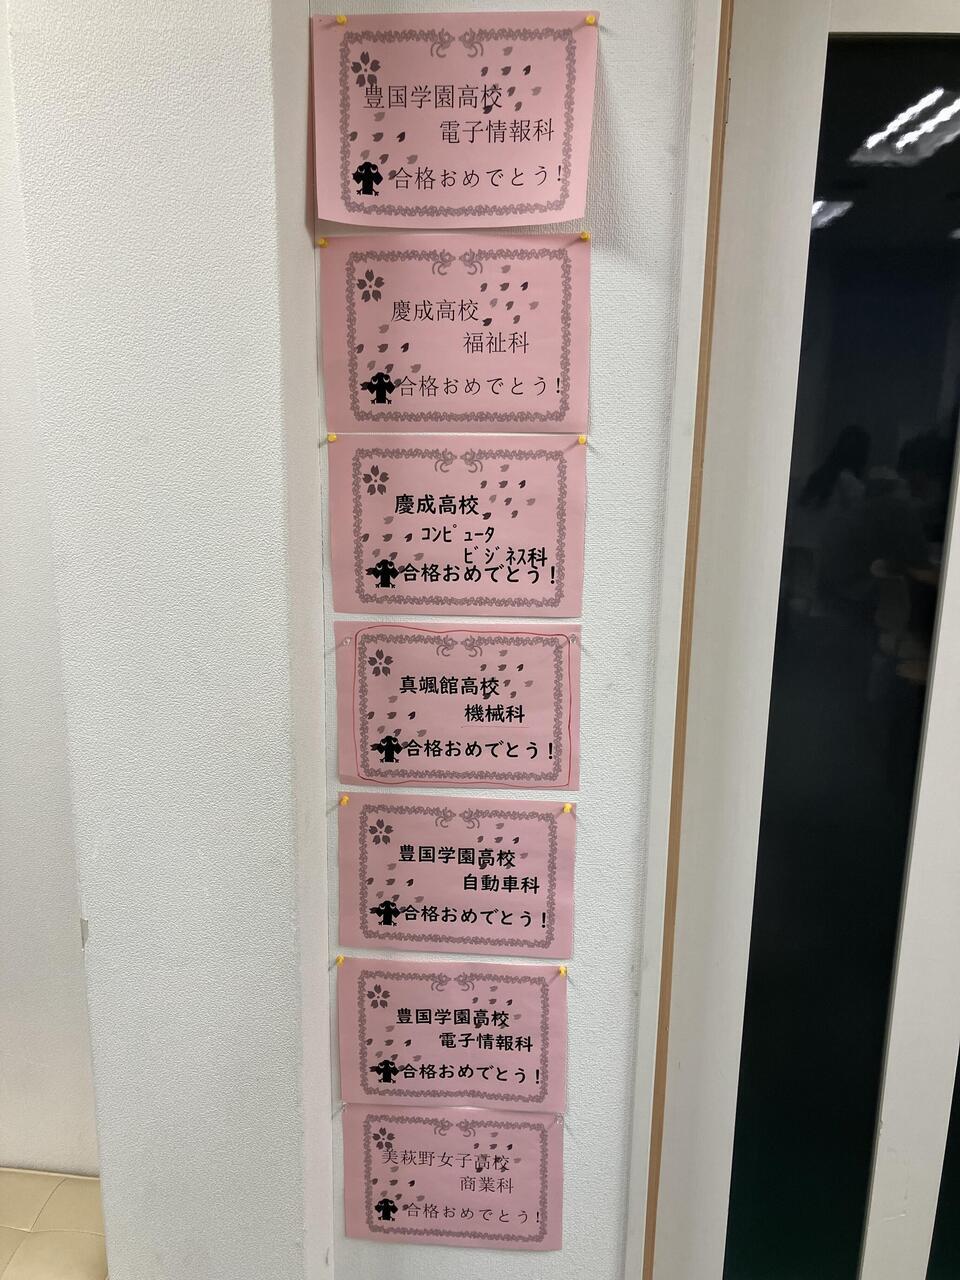 豊国学園高校
電子情報科
合格おめでとう!
慶成高校
福祉科
合格おめでとう!
慶成高校
コンピュータ
ビジネス科
合格おめでとう!
真颯館高校
機械科
合格おめでとう!
豊国学園高校
自動車科
合格おめでとう!
豊国学園高校
電子情報科
合格おめでとう!
美萩野女子高校
商業科
合格おめでとう!